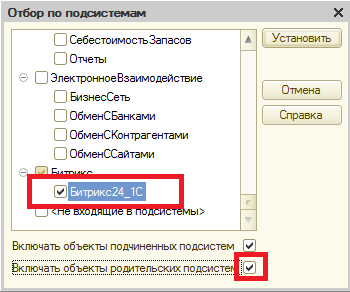 Отбор по подсистемам
СебестоимостьЗапасов
Отчеты
ЭлектронноеВзаимодействие
БизнесСеть
ОбменСБанками
ОбменСКонтрагентами
ОбменССайтами
Битрикс
Битрикс24_1С
<Не входящие в подсистемы>
Включать объекты подчиненных подсистем
Включать объекты родительских подсистем
Установить
Отмена
Справка